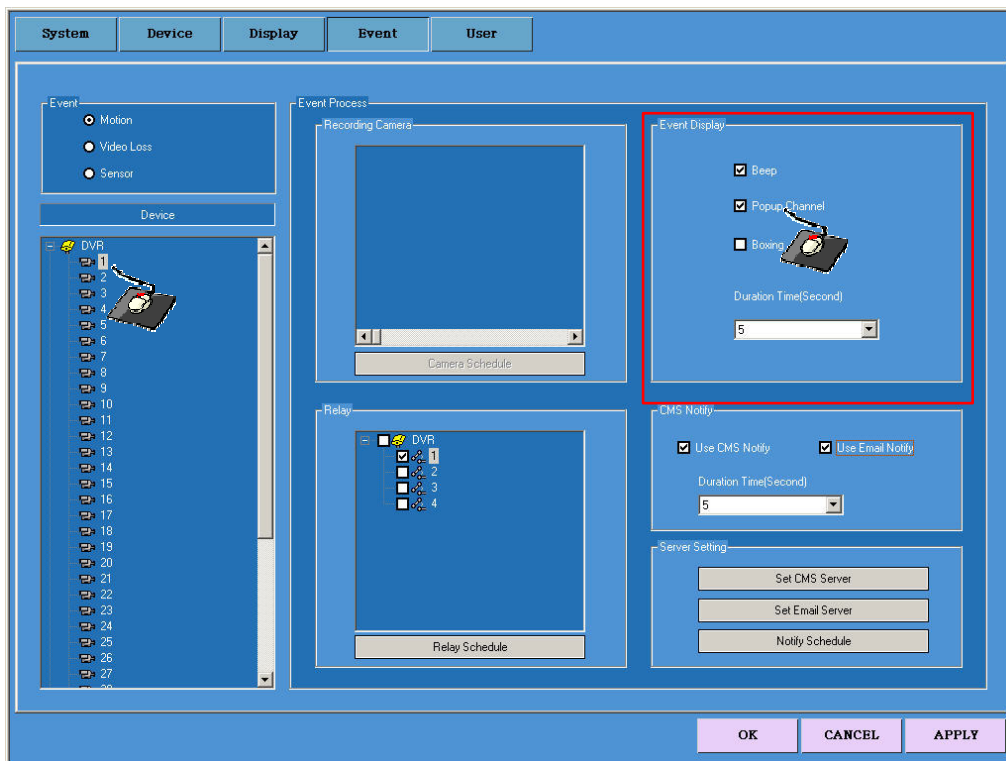 System Device Display Event User
Event
Motion
Video Loss
Sensor
Device
DVR
1
2
3
4
5
6
7
8
9
10
11
12
13
14
15
16
17
18
19
20
21
22
23
24
25
26
27
Event Process
Recording Camera
Camera Schedule
Relay
DVR
1
2
3
4
Relay Schedule
Event Display
Beep
Popup Channel
Boxing
Duration Time(Second)
5
CMS Notify
Use CMS Notify Use Email Notify
Duration Time(Second)
5
Server Setting
Set CMS Server
Set Email Server
Notify Schedule
OK CANCEL APPLY